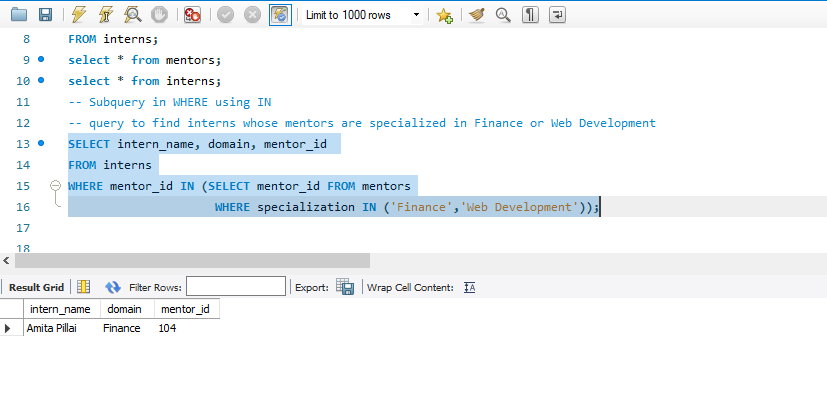 Limit to 1000 rows
8 FROM interns;
9 select * from mentors;
10 select * from interns;
11 -- Subquery in WHERE using IN
12 -- query to find interns whose mentors are specialized in Finance or Web Development
13 SELECT intern_name, domain, mentor_id
14 FROM interns
15 WHERE mentor_id IN (SELECT mentor_id FROM mentors
16 WHERE specialization IN ('Finance','Web Development'));
17
18
Result Grid Filter Rows: Export: Wrap Cell Content: IA
intern_name domain mentor_id
Amita Pillai Finance 104